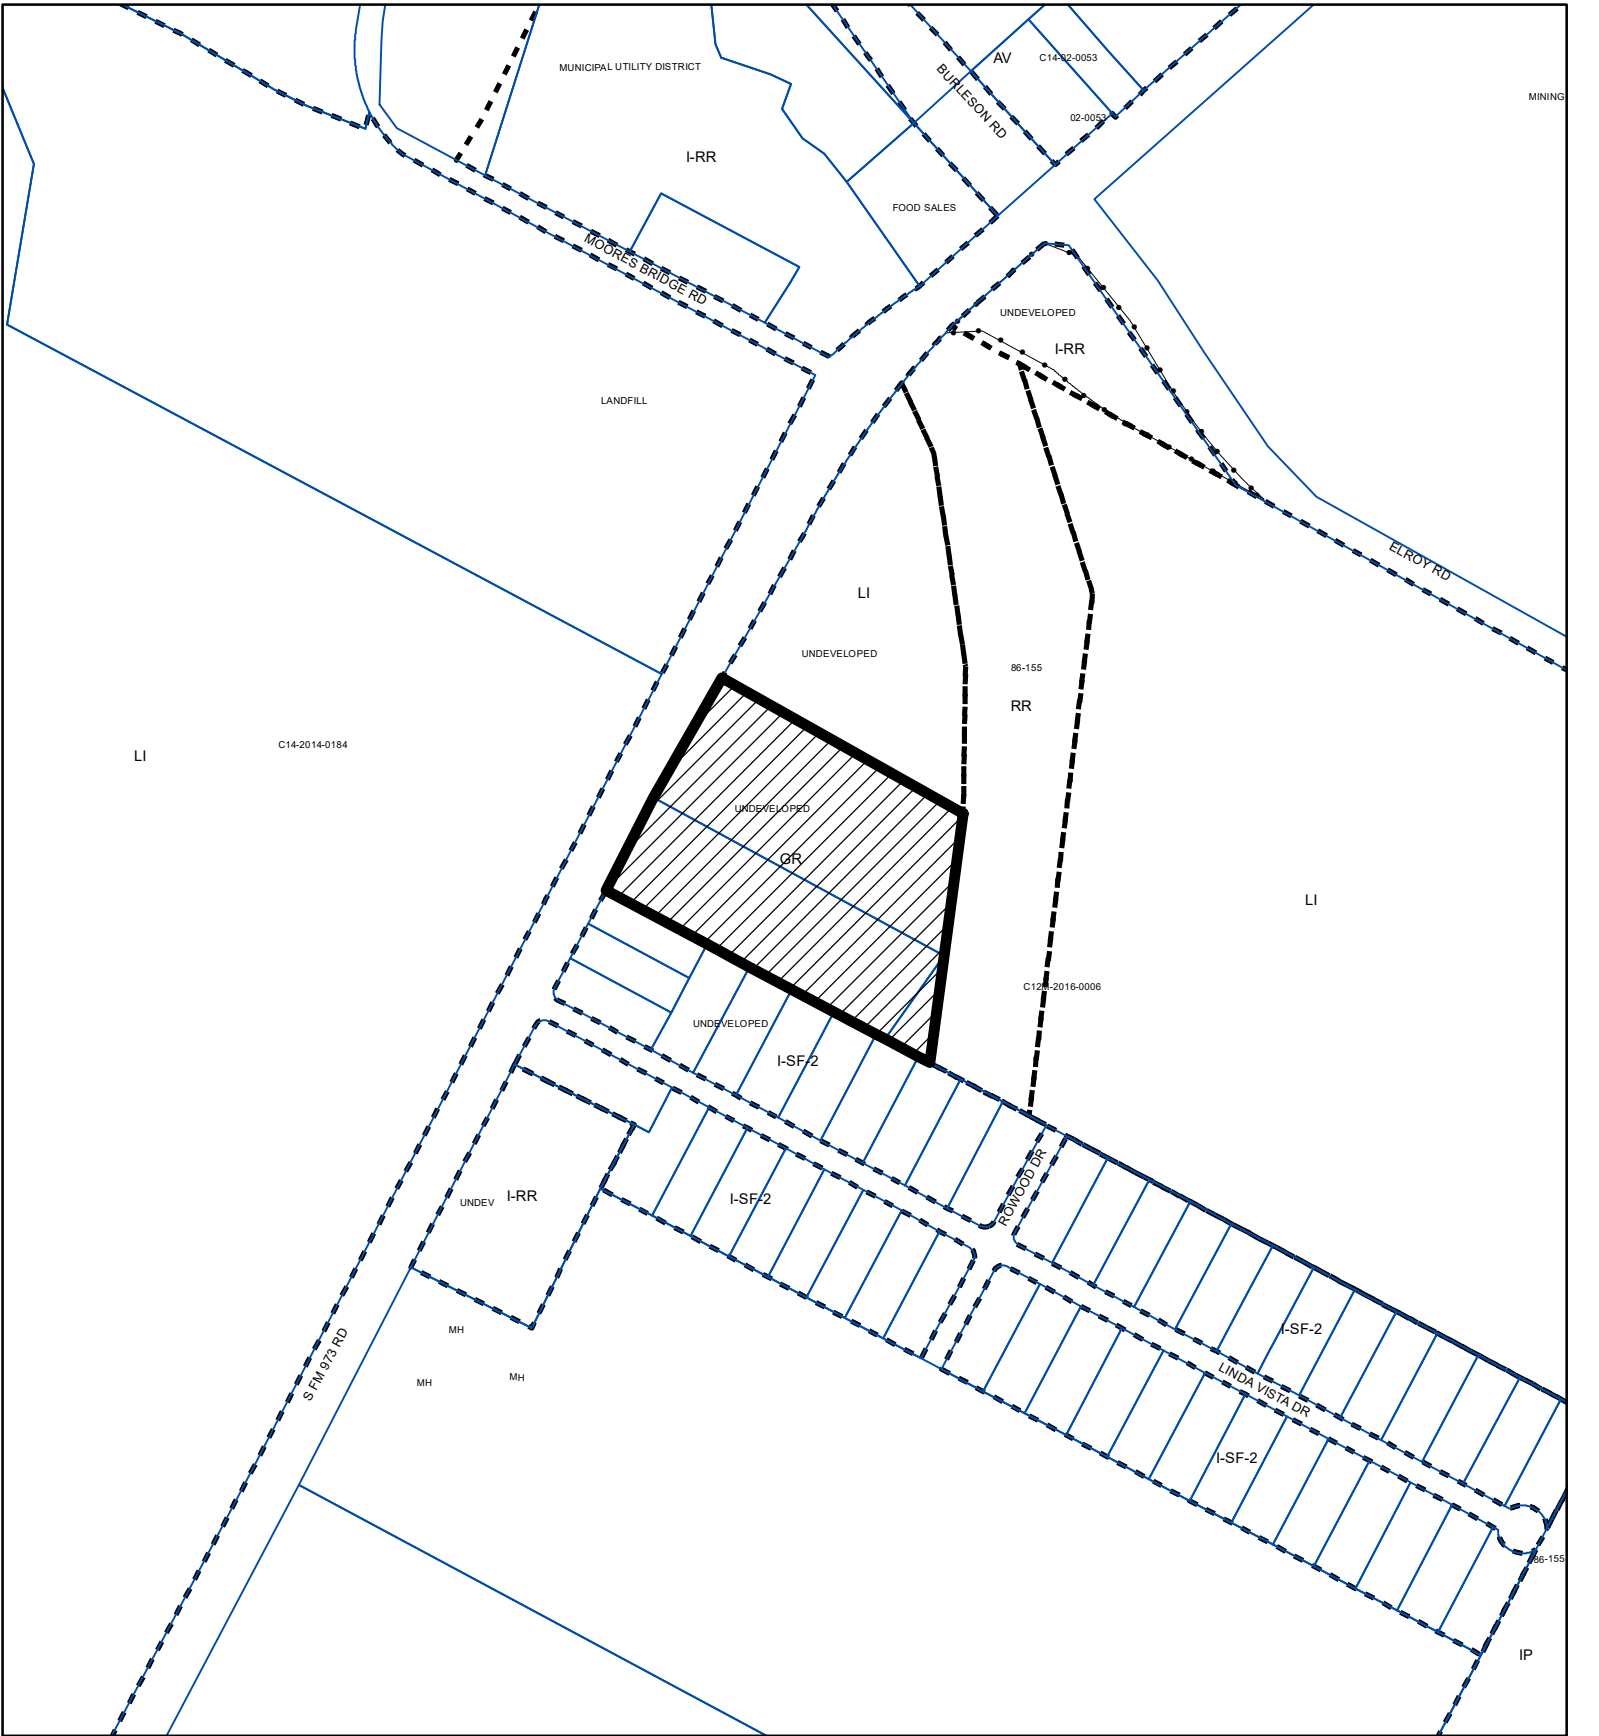 AV
C14-02-0053
MUNICIPAL UTILITY DISTRICT
MINING
BURLESON RD
02-0053
I-RR
FOOD SALES
MOORES BRIDGE RD
UNDEVELOPED
I-RR
LANDFILL
ELROY RD
LI
UNDEVELOPED
86-155
RR
C14-2014-0184
LI
UNDEVELOPED
GR
LI
C12M-2016-0006
UNDEVELOPED
I-SF-2
ROWOOD DR
I-RR
UNDEV
I-SF-2
MH
I-SF-2
S FM 973 RD
MH
MH
LINDA VISTA DR
I-SF-2
86-155
IP